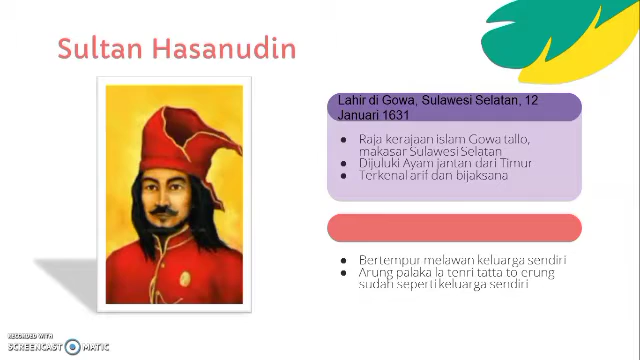 Sultan Hasanudin
Lahir di Gowa, Sulawesi Selatan, 12
Januari 1631
● Raja kerajaan islam Gowa tallo,
makasar Sulawesi Selatan
● Dijuluki Ayam jantan dari Timur
● Terkenal arif dan bijaksana
● Bertempur melawan keluarga sendiri
● Arung palaka la tenri tatta to erung
sudah seperti keluarga sendiri
RECORDED WITH
SCREENCAST MATIC